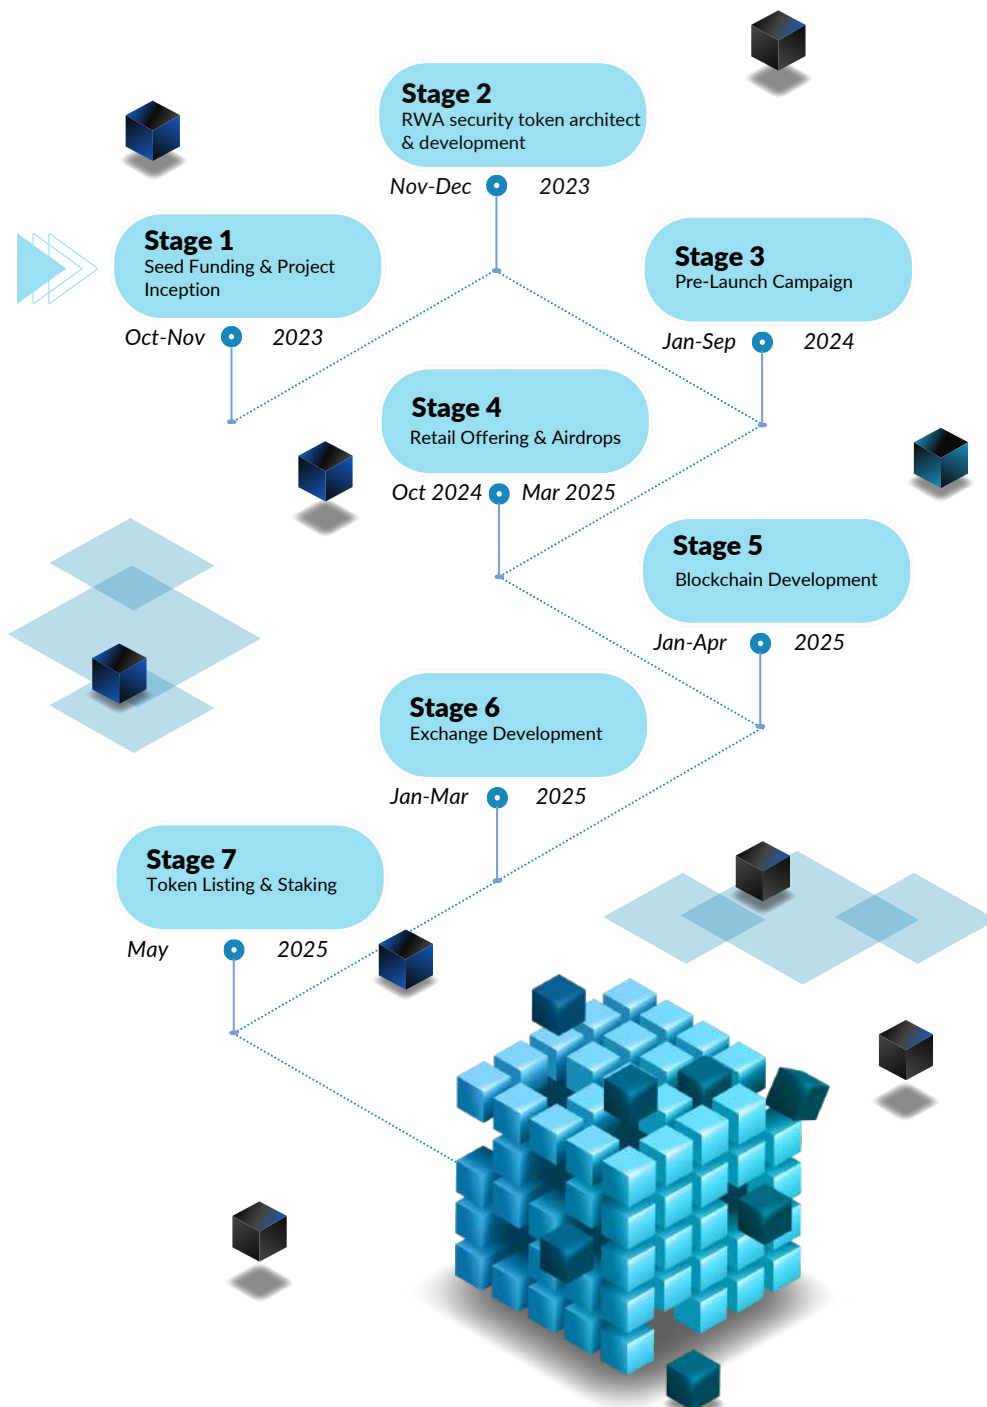 Stage 1
Seed Funding & Project
Inception
Oct-Nov 2023
Stage 2
RWA security token architect
& development
Nov-Dec 2023
Stage 3
Pre-Launch Campaign
Jan-Sep 2024
Stage 4
Retail Offering & Airdrops
Oct 2024 Mar 2025
Stage 5
Blockchain Development
Jan-Apr 2025
Stage 6
Exchange Development
Jan-Mar 2025
Stage 7
Token Listing & Staking
May 2025